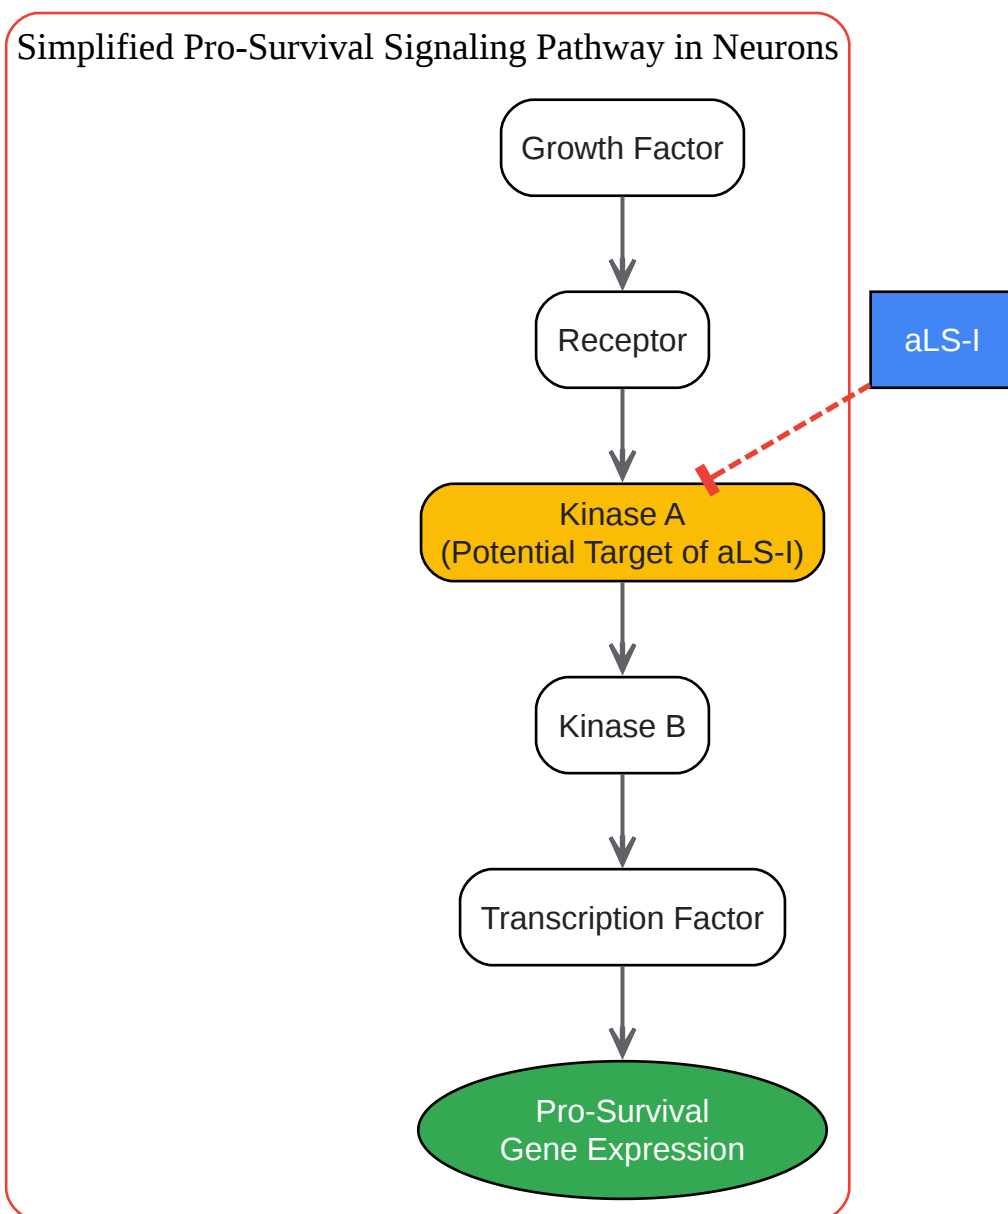 Simplified Pro-Survival Signaling Pathway in Neurons
Growth Factor
Receptor
aLS-I
Kinase A
(Potential Target of aLS-I)
Kinase B
Transcription Factor
Pro-Survival
Gene Expression